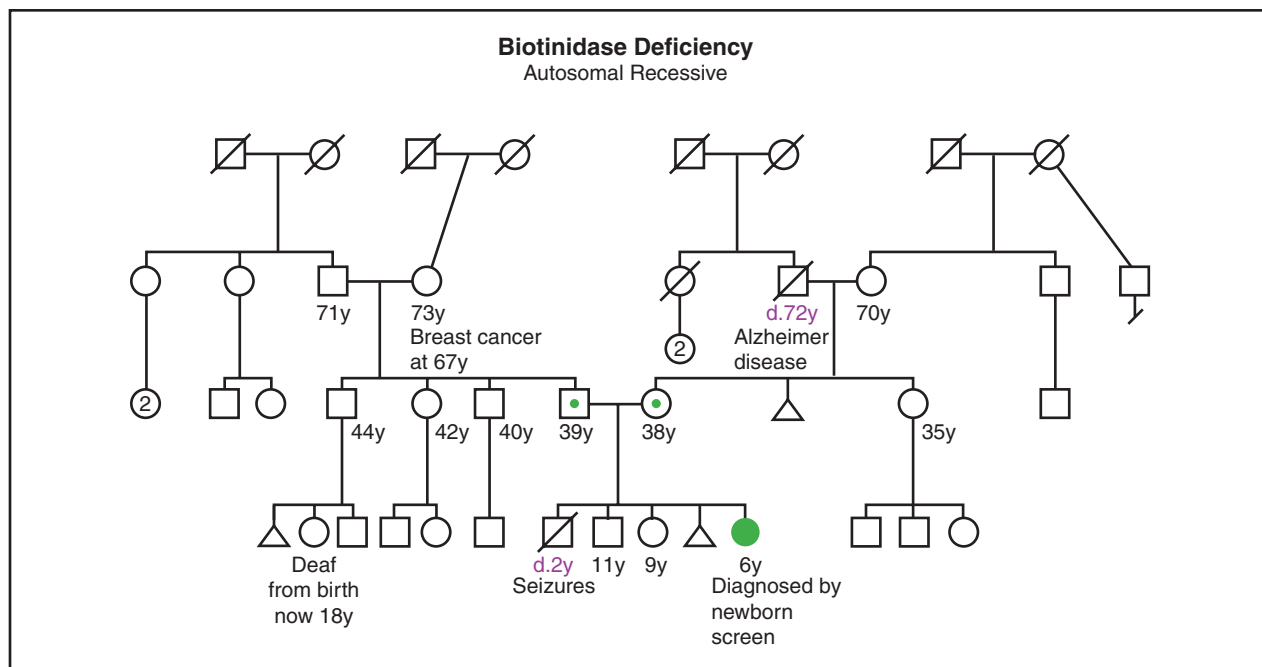 Biotinidase Deficiency
Autosomal Recessive
71y
73y
Breast cancer
at 67y
d.72y
Alzheimer
disease
70y
2
2
44y
42y
40y
39y
38y
35y
Deaf
from birth
now 18y
d.2y
Seizures
11y
9y
6y
Diagnosed by
newborn
screen